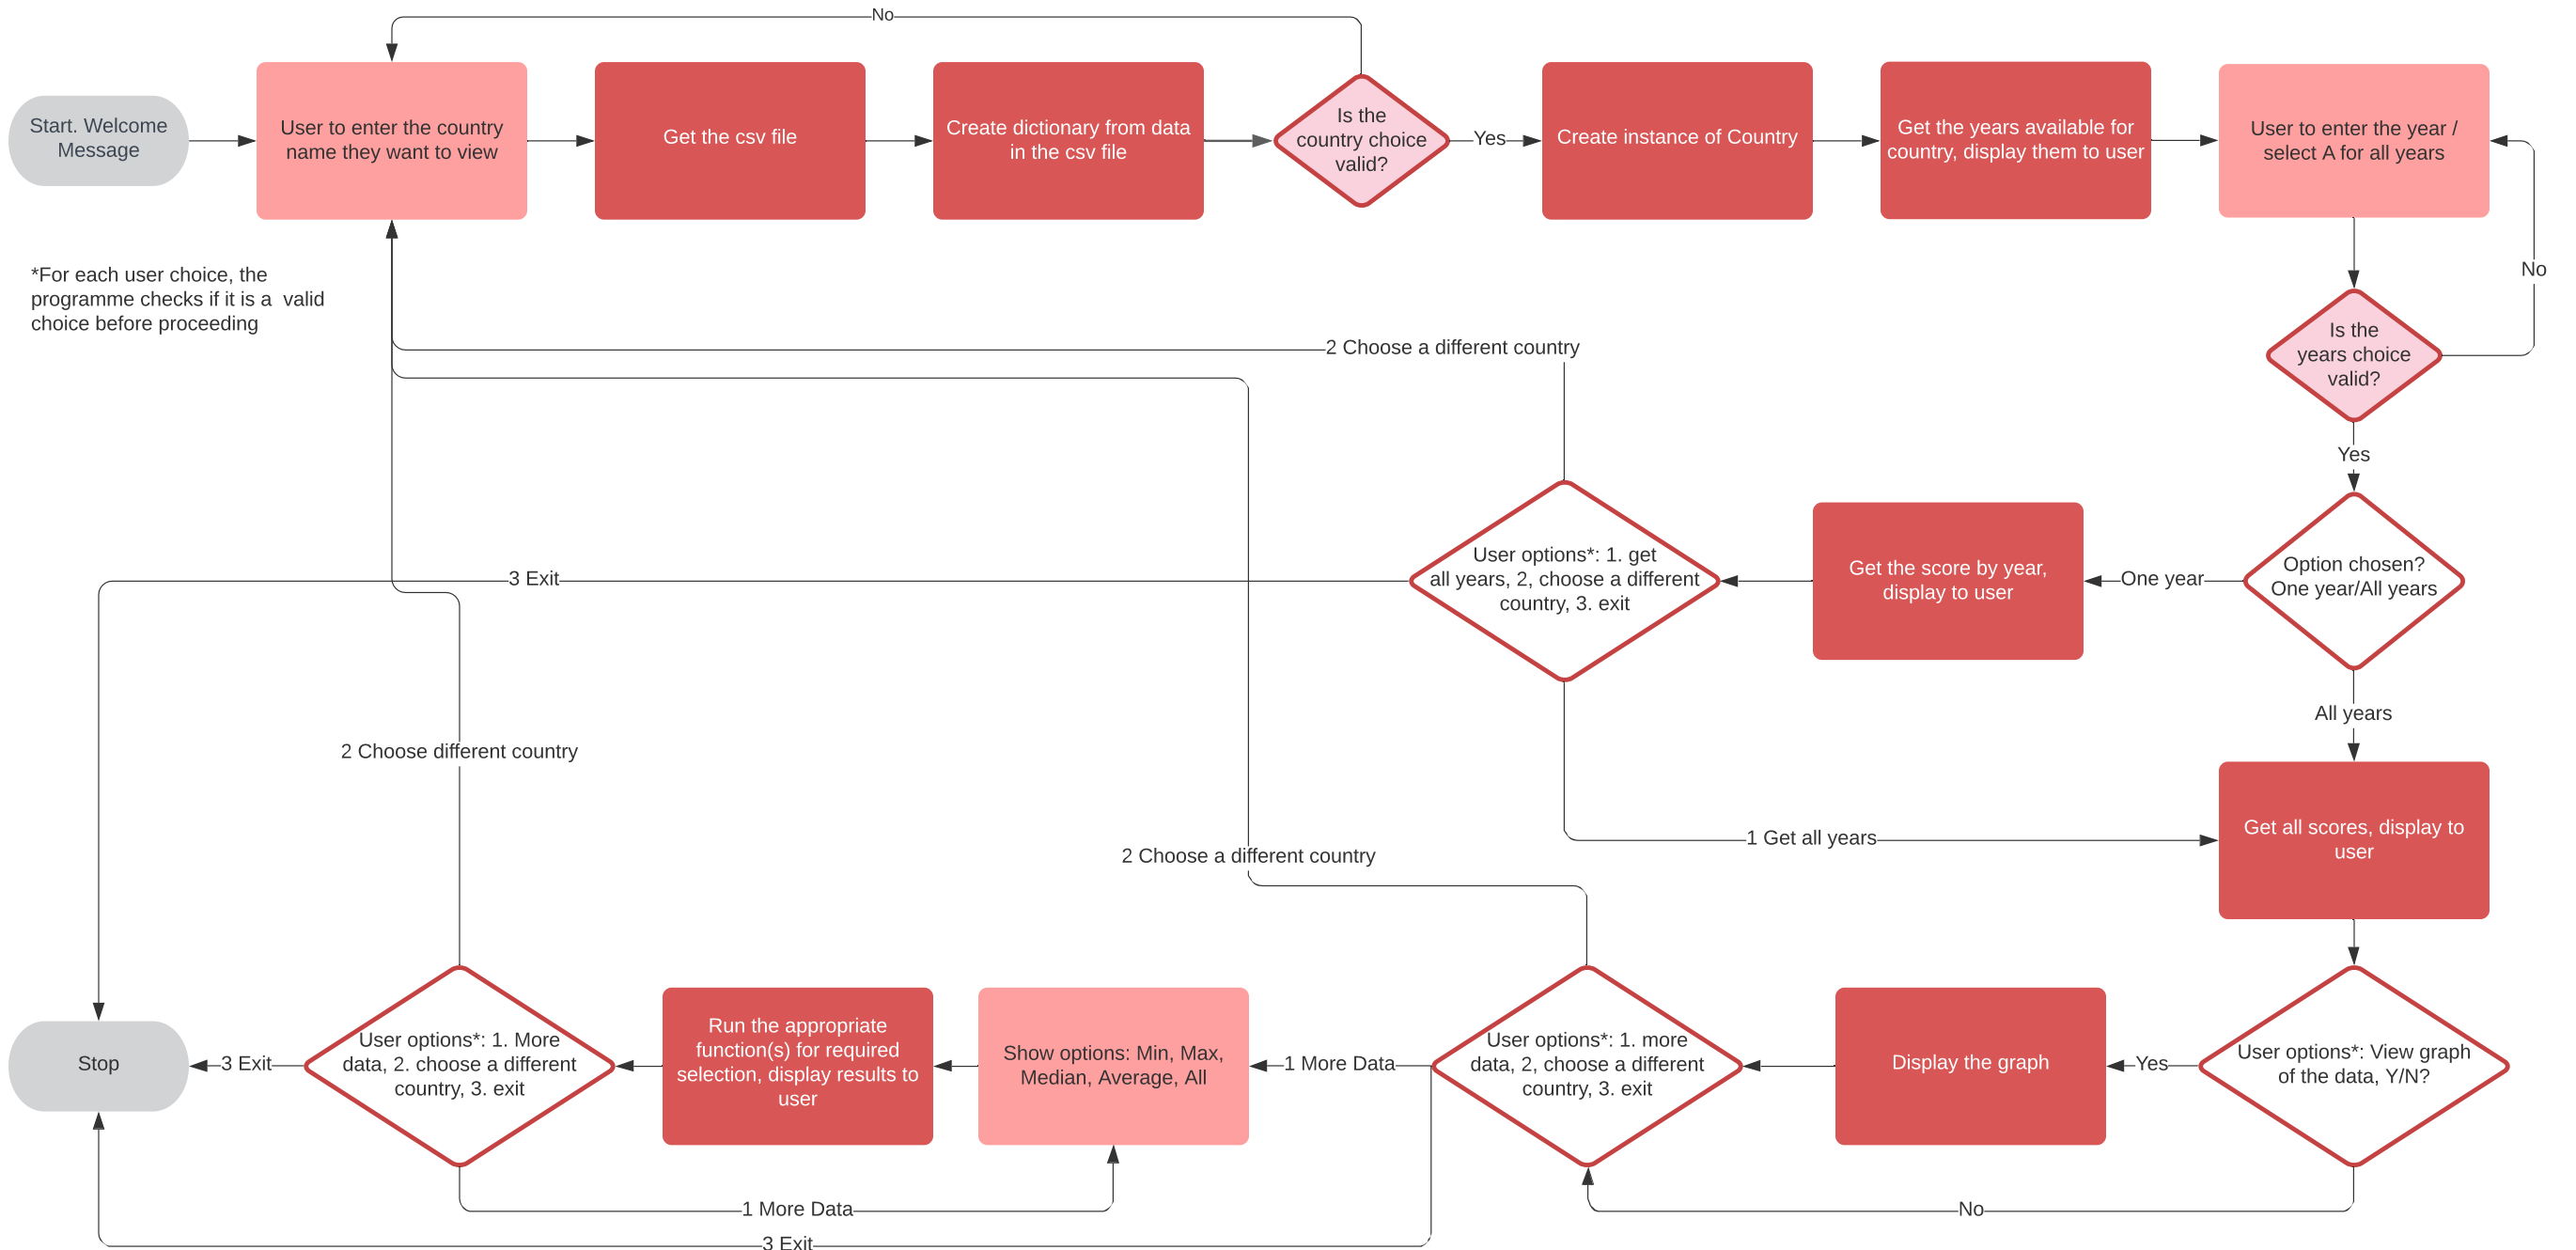 No
Start. Welcome
Message
User to enter the country
name they want to view
Get the csv file
Create dictionary from data
in the csv file
Is the
country choice
valid?
Yes
Create instance of Country
Get the years available for
country, display them to user
User to enter the year /
select A for all years
*For each user choice, the
programme checks if it is a  valid
choice before proceeding
No
2 Choose a different country
Is the
years choice
valid?
Yes
3 Exit
User options*: 1. get
all years, 2, choose a different
country, 3. exit
Get the score by year,
display to user
One year
Option chosen?
One year/All years
All years
2 Choose different country
1 Get all years
2 Choose a different country
Get all scores, display to
user
Stop
3 Exit
User options*: 1. More
data, 2. choose a different
country, 3. exit
Run the appropriate
function(s) for required
selection, display results to
user
Show options: Min, Max,
Median, Average, All
1 More Data
User options*: 1. more
data, 2, choose a different
country, 3. exit
Display the graph
Yes
User options*: View graph
of the data, Y/N?
1 More Data
No
3 Exit